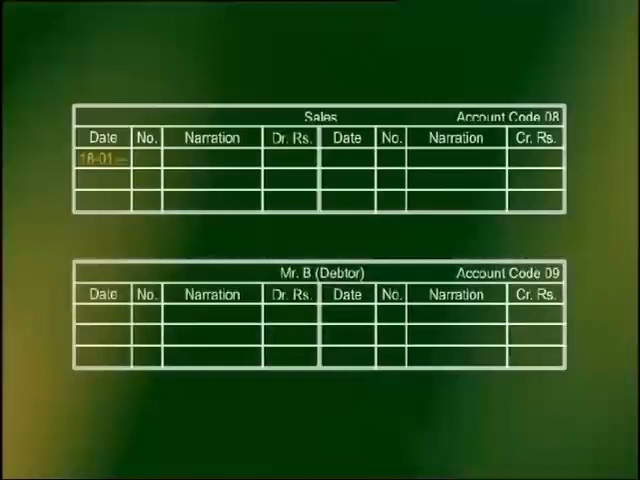 Sales Account Code 08
Date No. Narration Dr. Rs. Date No. Narration Cr. Rs.
18-01--
Mr. B (Debtor) Account Code 09
Date No. Narration Dr. Rs. Date No. Narration Cr. Rs.